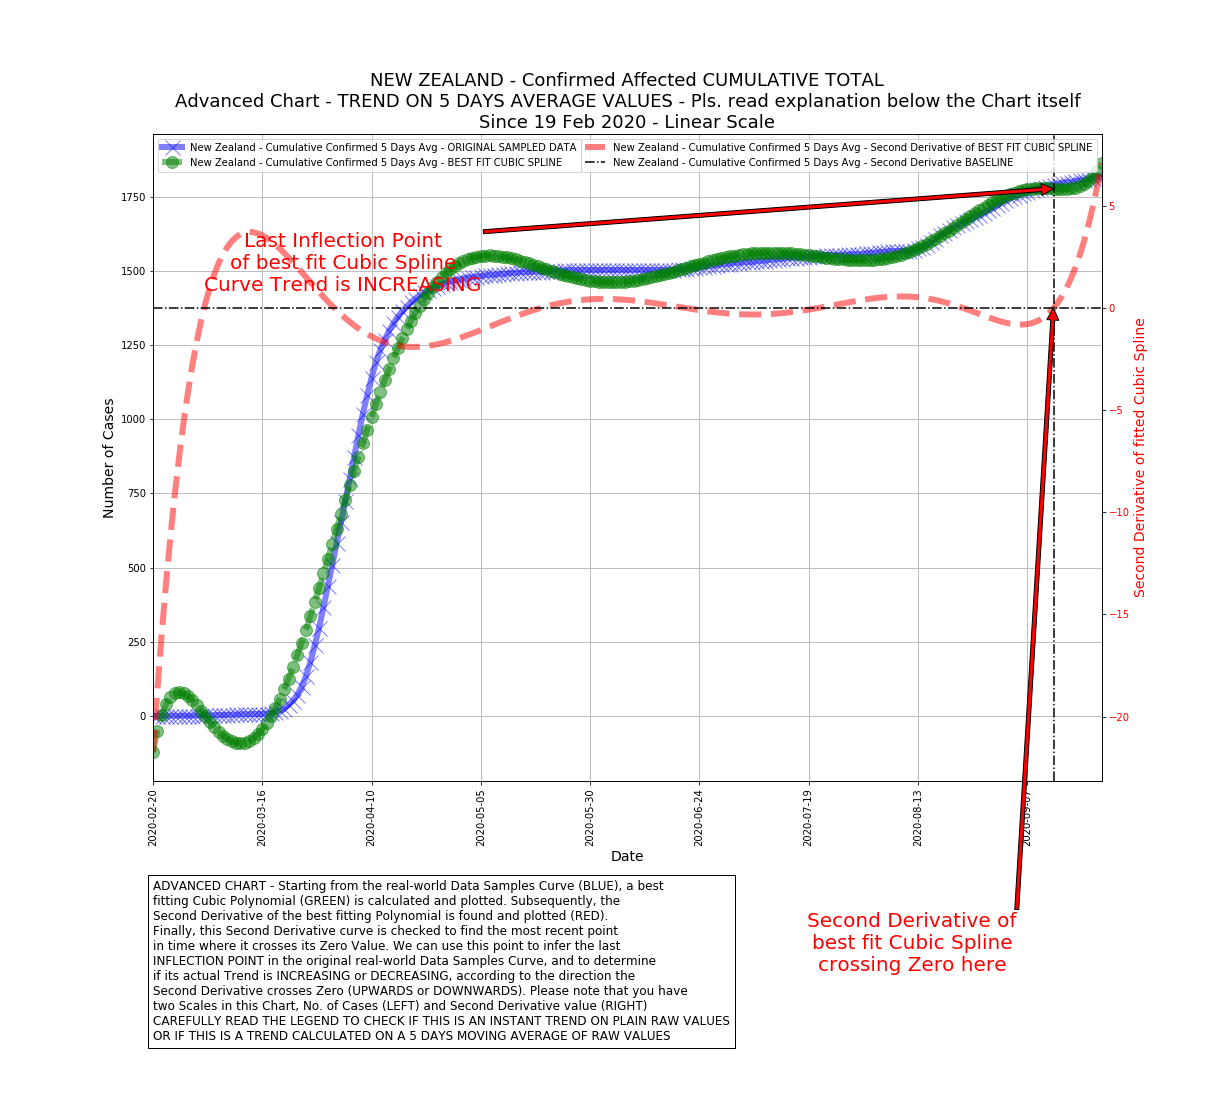 NEW ZEALAND - Confirmed Affected CUMULATIVE TOTAL
Advanced Chart - TREND ON 5 DAYS AVERAGE VALUES - Pls. read explanation below the Chart itself
Since 19 Feb 2020 - Linear Scale
New Zealand - Cumulative Confirmed 5 Days Avg - ORIGINAL SAMPLED DATA
New Zealand - Cumulative Confirmed 5 Days Avg - BEST FIT CUBIC SPLINE
New Zealand - Cumulative Confirmed 5 Days Avg - Second Derivative of BEST FIT CUBIC SPLINE
New Zealand - Cumulative Confirmed 5 Days Avg - Second Derivative BASELINE
Last Inflection Point
of best fit Cubic Spline
Curve Trend is INCREASING
Number of Cases
1750
1500
1250
1000
750
500
250
0
5
0
−5
−10
−15
−20
Second Derivative of fitted Cubic Spline
2020-02-20
2020-03-16
2020-04-10
2020-05-05
2020-05-30
2020-06-24
2020-07-19
2020-08-13
2020-09-07
Date
Second Derivative of
best fit Cubic Spline
crossing Zero here
ADVANCED CHART - Starting from the real-world Data Samples Curve (BLUE), a best
fitting Cubic Polynomial (GREEN) is calculated and plotted. Subsequently, the
Second Derivative of the best fitting Polynomial is found and plotted (RED).
Finally, this Second Derivative curve is checked to find the most recent point
in time where it crosses its Zero Value. We can use this point to infer the last
INFLECTION POINT in the original real-world Data Samples Curve, and to determine
if its actual Trend is INCREASING or DECREASING, according to the direction the
Second Derivative crosses Zero (UPWARDS or DOWNWARDS). Please note that you have
two Scales in this Chart, No. of Cases (LEFT) and Second Derivative value (RIGHT)
CAREFULLY READ THE LEGEND TO CHECK IF THIS IS AN INSTANT TREND ON PLAIN RAW VALUES
OR IF THIS IS A TREND CALCULATED ON A 5 DAYS MOVING AVERAGE OF RAW VALUES